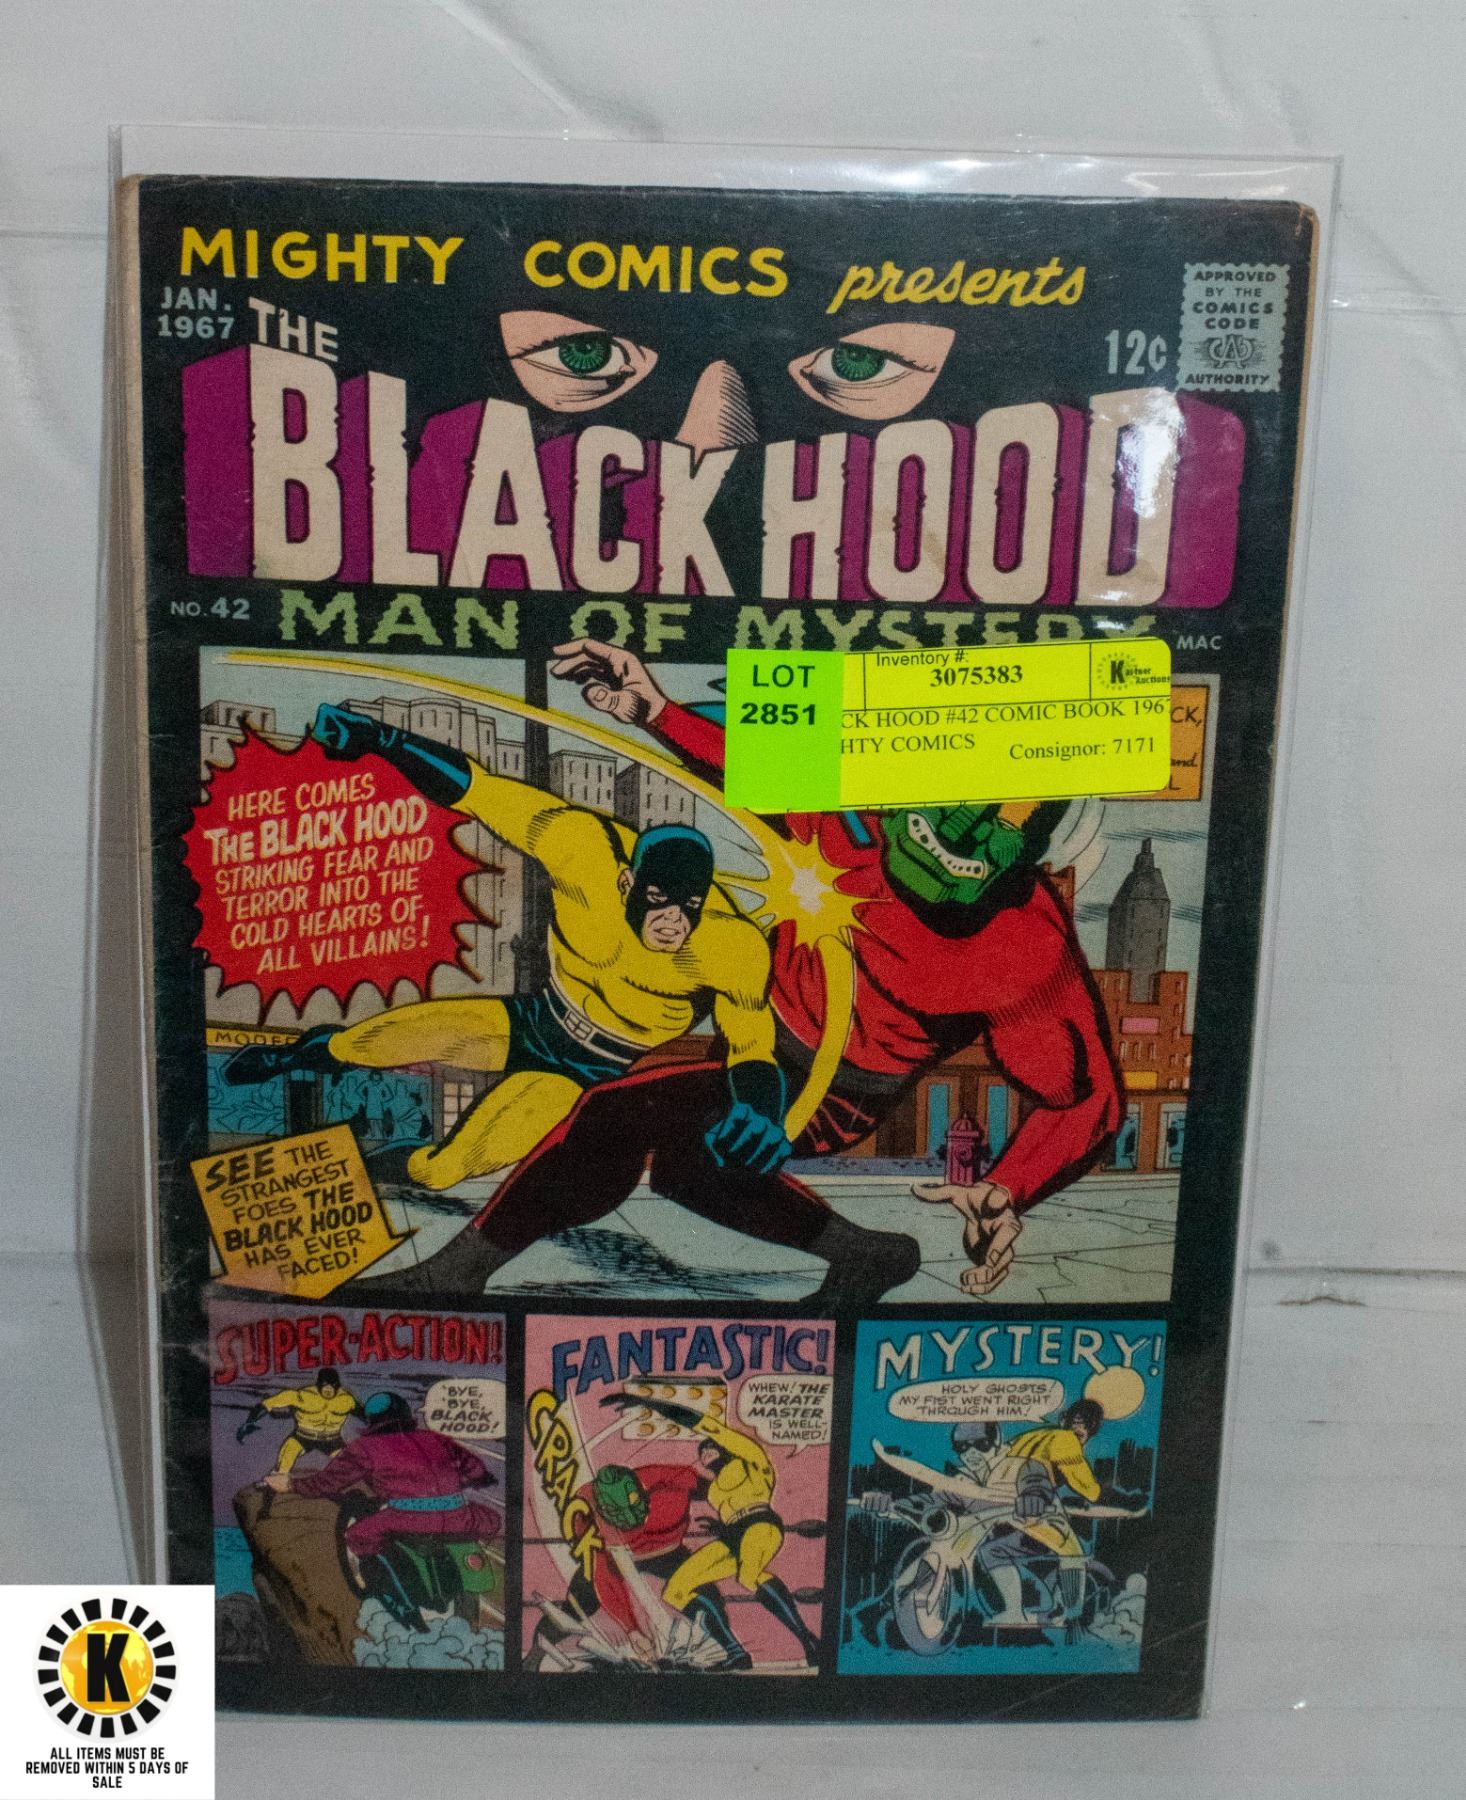 MIGHTY COMICS presents
JAN.
1967
THE
BLACK HOOD
12¢
APPROVED
BY THE
COMICS
CODE
AUTHORITY
NO. 42
MAN OF MYSTERY
MAC
LOT
2851
Inventory #:
3075383
CK HOOD #42 COMIC BOOK 196
HTY COMICS
Consignor: 7171
CK,
and
HERE COMES
THE BLACK HOOD
STRIKING FEAR AND
TERROR INTO THE
COLD HEARTS OF
ALL VILLAINS!
SEE THE
STRANGEST
FOES THE
BLACK HOOD
HAS EVER
FACED!
SUPER-ACTION!
'BYE,
'BYE,
BLACK
HOOD!
FANTASTIC!
WHEW! THE
KARATE
MASTER
IS WELL-
NAMED!
CRACK
MYSTERY!
HOLY GHOSTS!
MY FIST WENT RIGHT
THROUGH HIM!
K
ALL ITEMS MUST BE
REMOVED WITHIN 5 DAYS OF
SALE